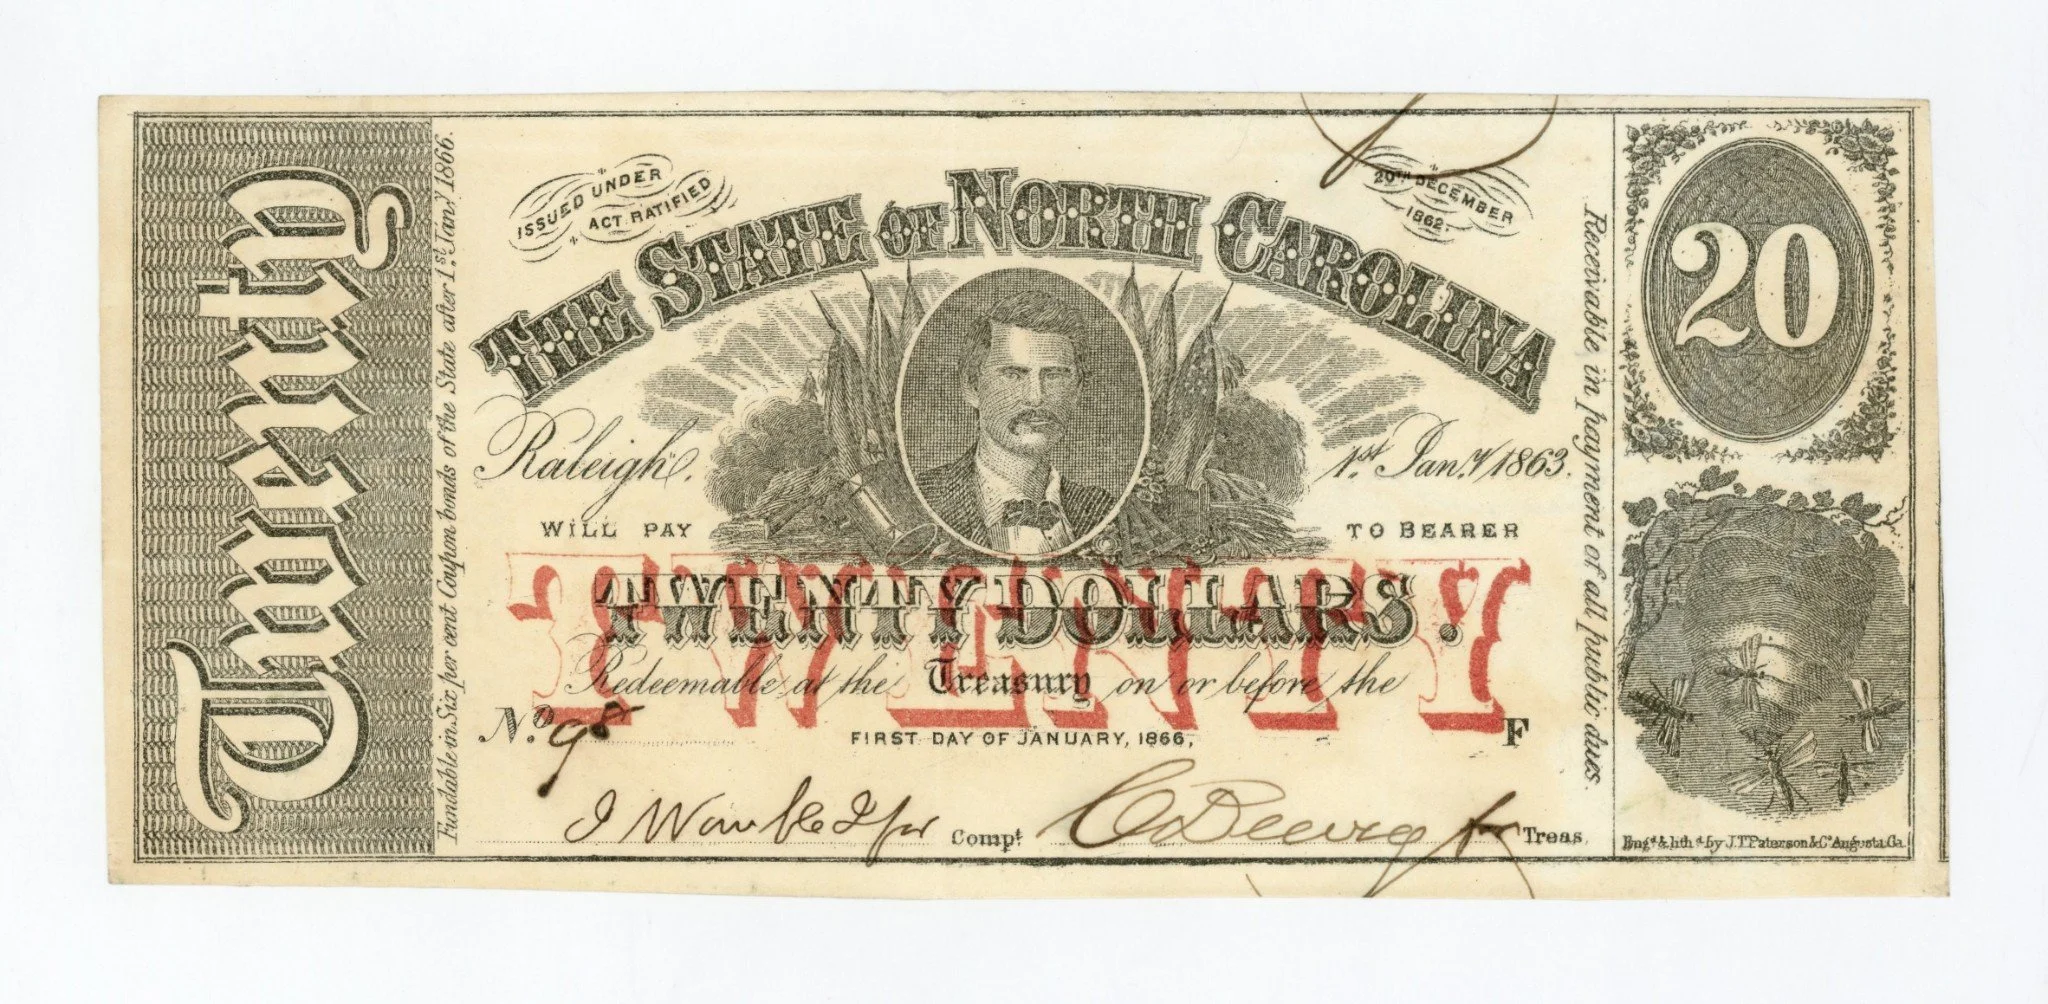 Twenty
Fundable in Six per cent Coupon bonds of the State after 1st Jany. 1866.
ISSUED UNDER
ACT RATIFIED
20TH DECEMBER
1862.
THE STATE OF NORTH CAROLINA
Raleigh. 1st Jany. 1863.
WILL PAY TO BEARER
TWENTY DOLLARS.
TWENTY
Redeemable at the Treasury on or before the
No. 98 FIRST DAY OF JANUARY, 1866, F
Compt. Treas.
Receivable in payment of all public dues.
20
Engd. & lithd. by J.T. Paterson & Co. Augusta, Ga.